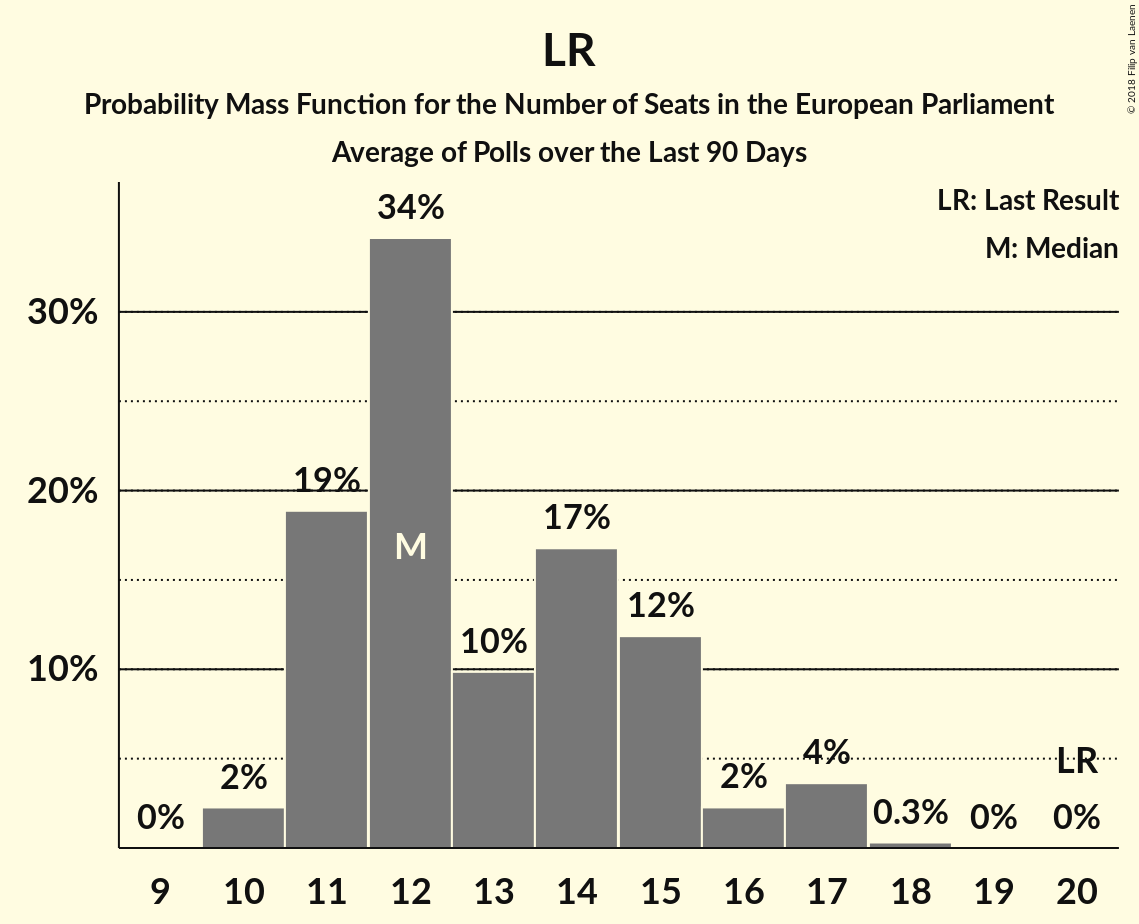 LR
Probability Mass Function for the Number of Seats in the European Parliament
Average of Polls over the Last 90 Days
© 2018 Filip van Laenen
LR: Last Result
M: Median
30%
20%
10%
0%
2%
19%
34%
M
10%
17%
12%
2%
4%
0.3%
0%
LR
0%
9 10 11 12 13 14 15 16 17 18 19 20